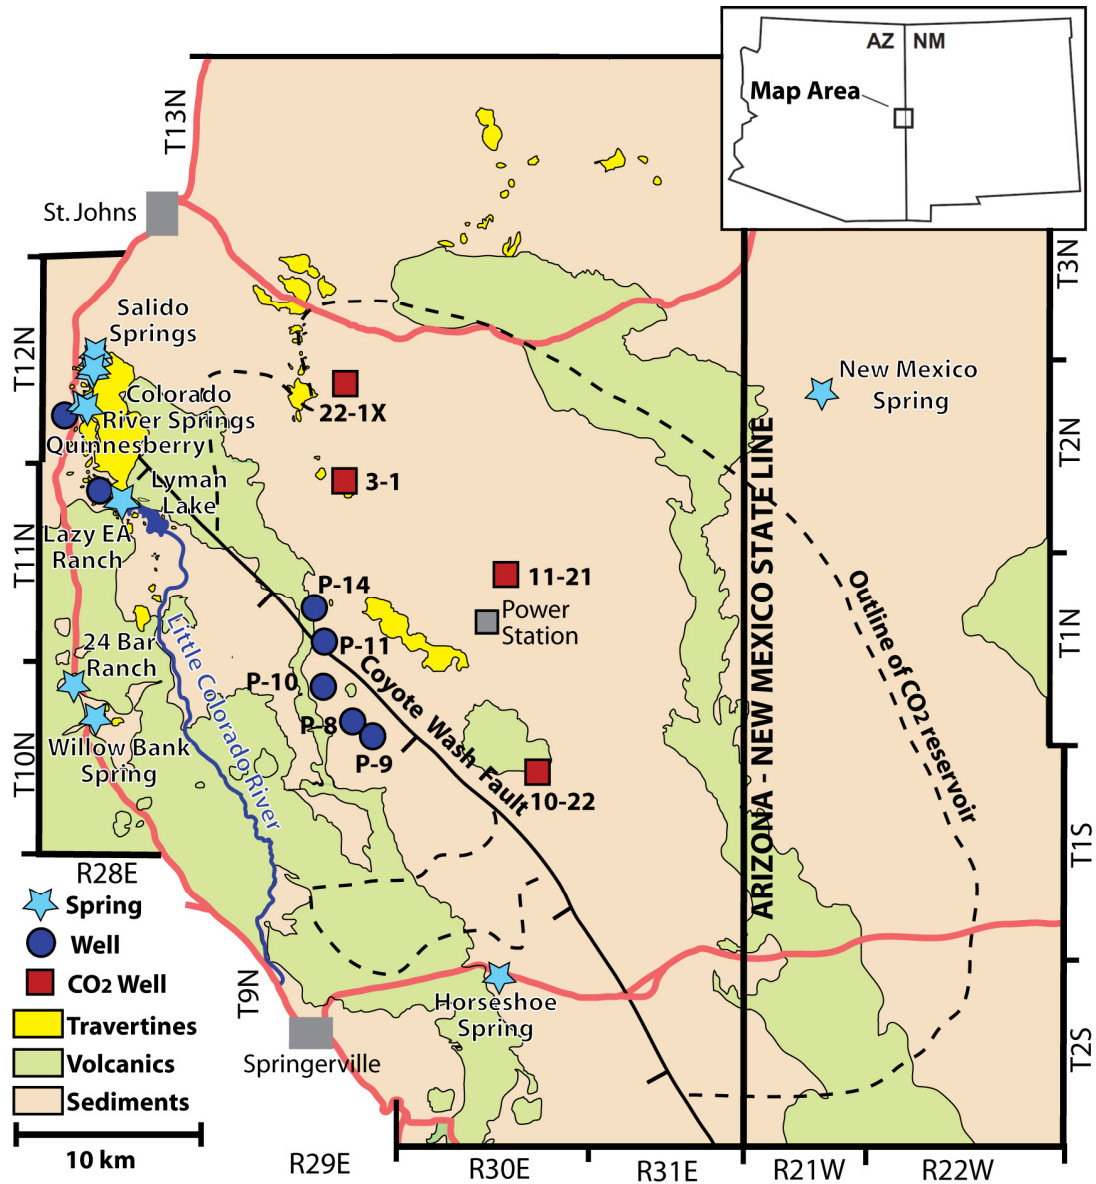 AZ NM
Map Area
T13N
St. Johns
T3N
Salido
Springs
T12N
New Mexico
Spring
Colorado
River Springs
22-1X
Quinnesberry
T2N
3-1
Lyman
Lake
Lazy EA
Ranch
T11N
11-21
P-14
Power
Station
P-11
24 Bar
Ranch
T1N
P-10
P-8
P-9
Little Colorado River
Coyote Wash Fault
ARIZONA - NEW MEXICO STATE LINE
Outline of CO2 reservoir
Willow Bank
Spring
T10N
10-22
T1S
R28E
Spring
Well
CO2 Well
Travertines
Volcanics
Sediments
10 km
T9N
Horseshoe
Spring
Springerville
T2S
R29E
R30E
R31E
R21W
R22W